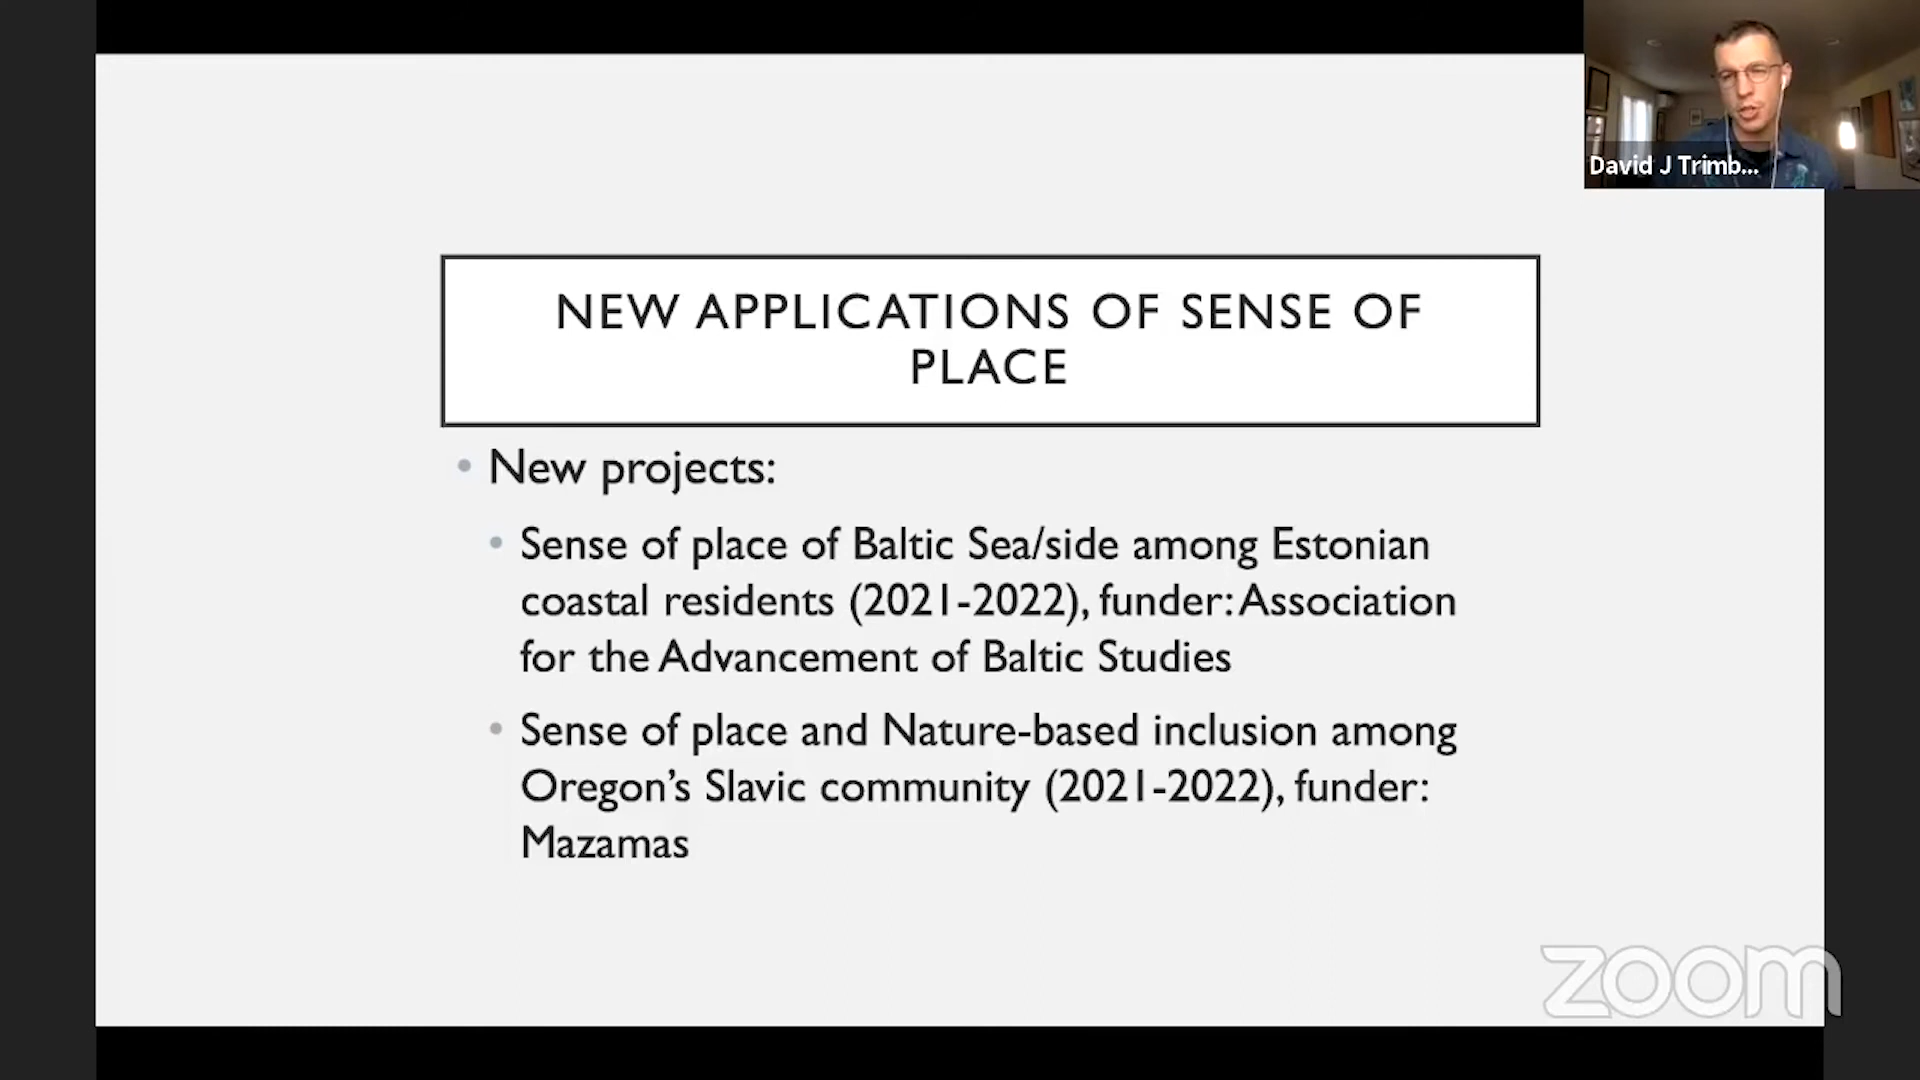 David J Trimb...
NEW APPLICATIONS OF SENSE OF
PLACE
• New projects:
• Sense of place of Baltic Sea/side among Estonian
coastal residents (2021-2022), funder: Association
for the Advancement of Baltic Studies
• Sense of place and Nature-based inclusion among
Oregon’s Slavic community (2021-2022), funder:
Mazamas
zoom